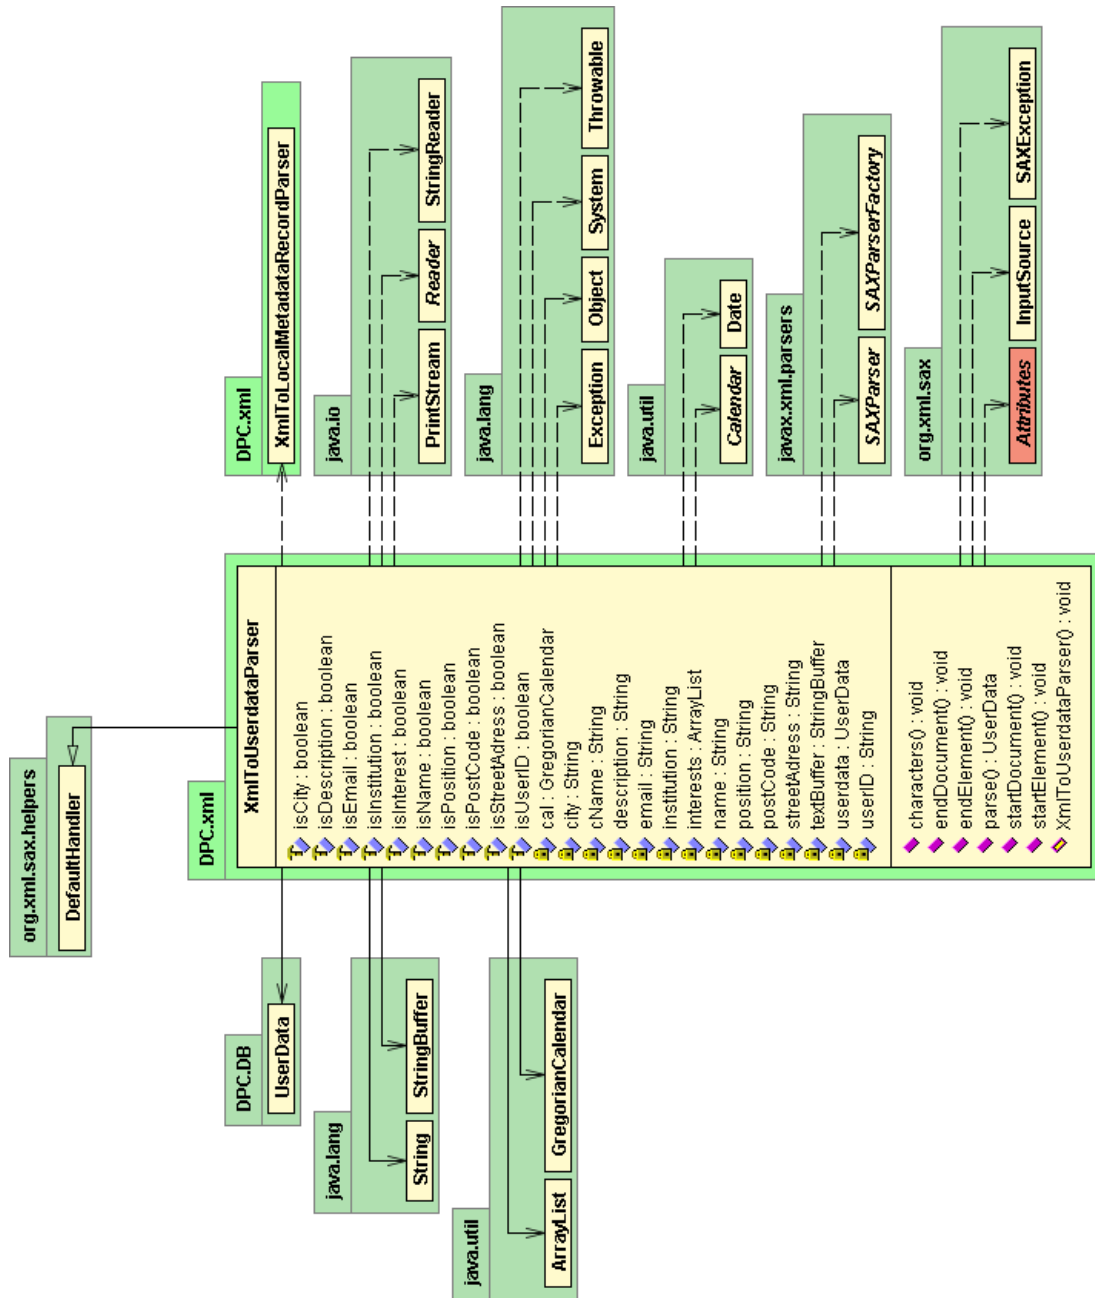 org.xml.sax.helpers
DefaultHandler
DPC.DB
UserData
java.lang
String
StringBuffer
java.util
ArrayList
GregorianCalendar
DPC.xml
XmlToUserdataParser
isCity : boolean
isDescription : boolean
isEmail : boolean
isInstitution : boolean
isInterest : boolean
isName : boolean
isPosition : boolean
isPostCode : boolean
isStreetAdress : boolean
isUserID : boolean
cal : GregorianCalendar
city : String
cName : String
description : String
email : String
institution : String
interests : ArrayList
name : String
position : String
postCode : String
streetAdress : String
textBuffer : StringBuffer
userdata : UserData
userID : String
characters() : void
endDocument() : void
endElement() : void
parse() : UserData
startDocument() : void
startElement() : void
XmlToUserdataParser() : void
DPC.xml
XmlToLocalMetadataRecordParser
java.io
PrintStream
Reader
StringReader
java.lang
Exception
Object
System
Throwable
java.util
Calendar
Date
javax.xml.parsers
SAXParser
SAXParserFactory
org.xml.sax
Attributes
InputSource
SAXException